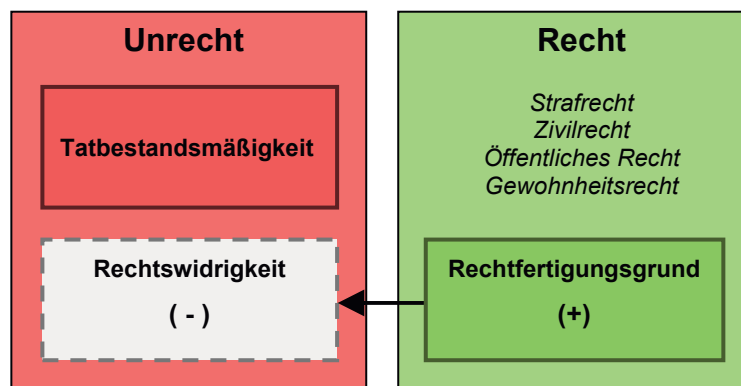 Unrecht
Tatbestandsmäßigkeit
Rechtswidrigkeit
( - )
Recht
Strafrecht
Zivilrecht
Öffentliches Recht
Gewohnheitsrecht
Rechtfertigungsgrund
(+)